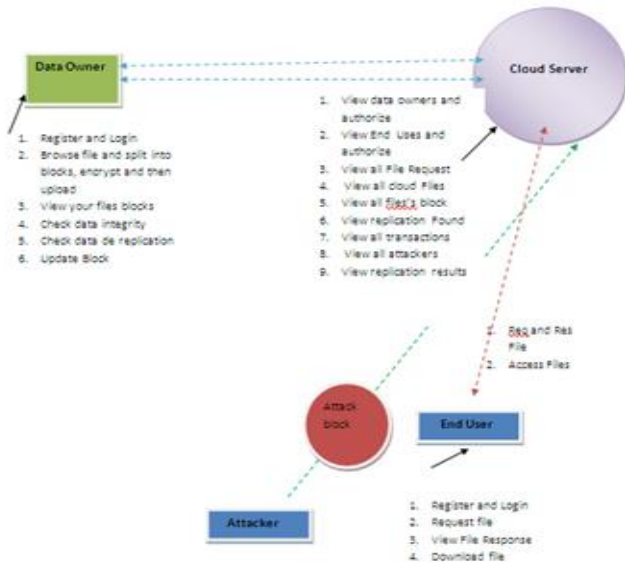 Data Owner
Cloud Server
1. Register and Login
2. Browse file and split into
blocks, encrypt and then
upload
3. View your files blocks
4. Check data integrity
5. Check data de replication
6. Update Block
1. View data owners and
authorize
2. View End Uses and
authorize
3. View all File Request
4. View all cloud Files
5. View all files's block
6. View replication Found
7. View all transactions
8. View all attackers
9. View replication results
1. Req and Res
File
2. Access Files
Attack
block
End User
Attacker
1. Register and Login
2. Request file
3. View File Response
4. Download file